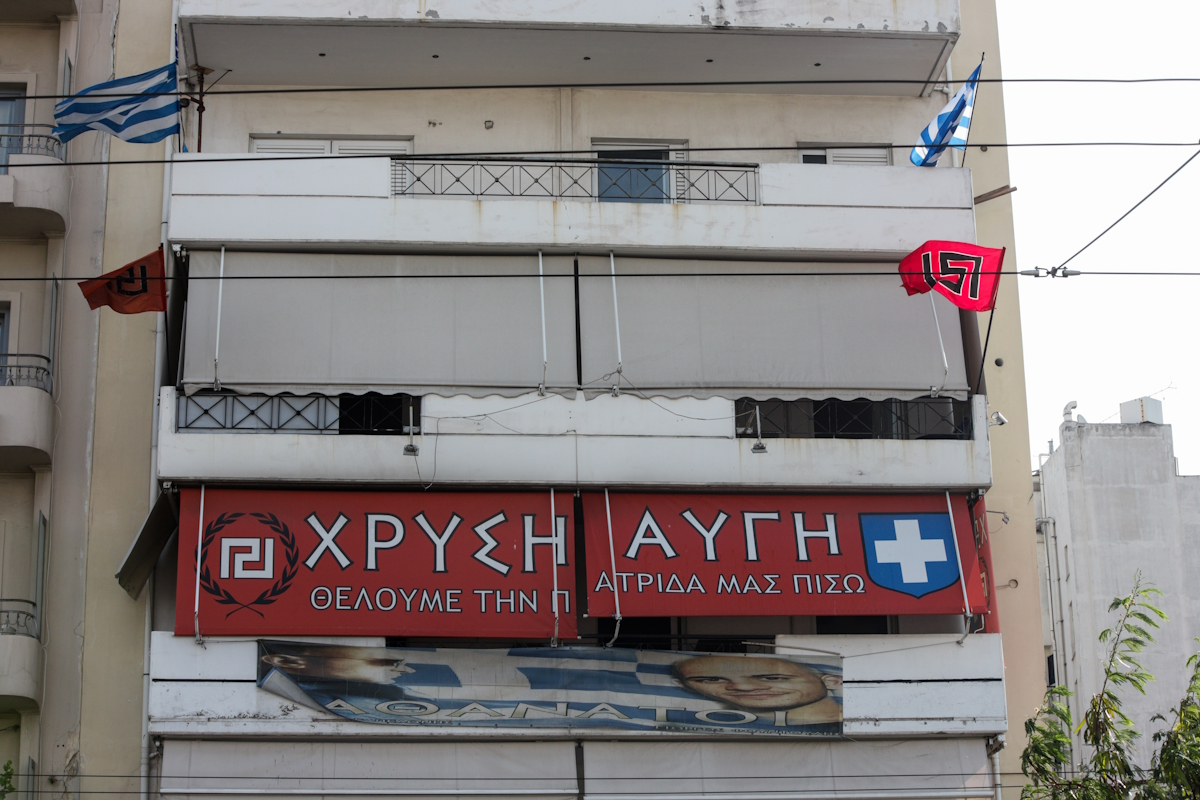 ΧΡΥΣΗ ΑΥΓΗ
ΘΕΛΟΥΜΕ ΤΗΝ Π ΑΤΡΙΔΑ ΜΑΣ ΠΙΣΩ
ΑΘΑΝΑΤΟΙ